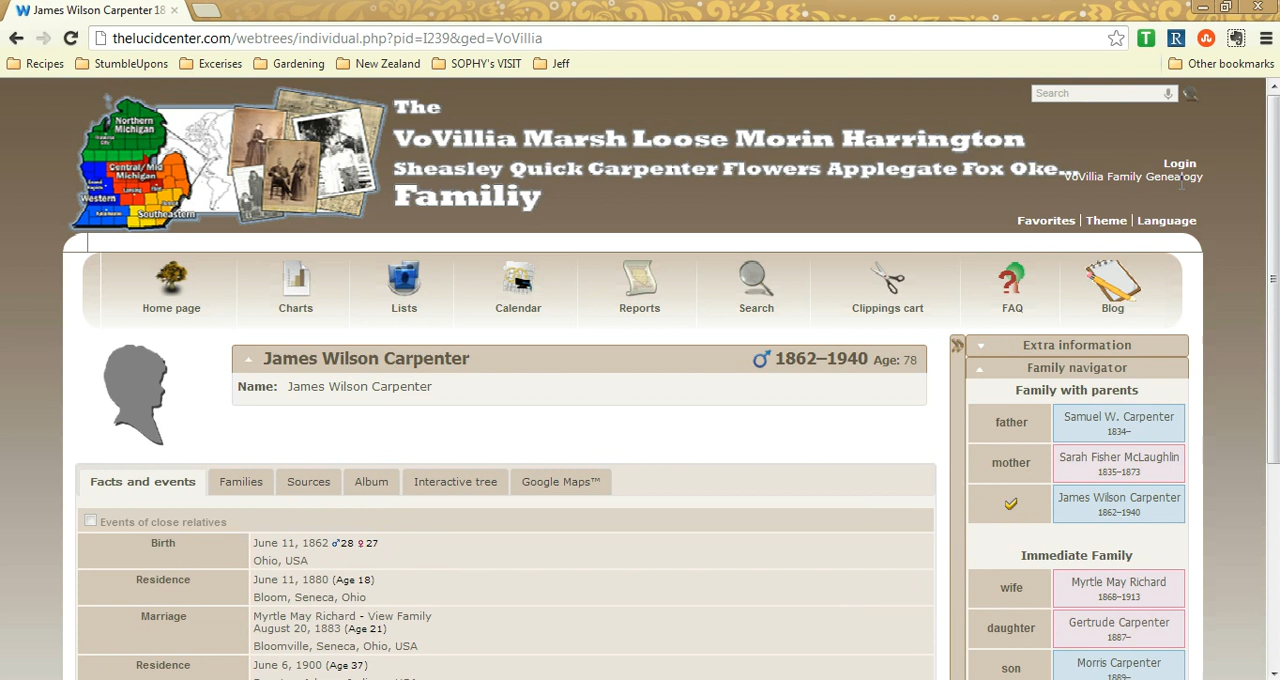 James Wilson Carpenter 18
thelucidcenter.com/webtrees/individual.php?pid=I239&ged=VoVillia
T
R
Recipes
StumbleUpons
Excerises
Gardening
New Zealand
SOPHY's VISIT
Jeff
Other bookmarks
Northern
Michigan
Central/Mid
Michigan
Western
Southeastern
The
VoVillia Marsh Loose Morin Harrington
Sheasley Quick Carpenter Flowers Applegate Fox Oke...
Familiy
Search
Login
VoVillia Family Genealogy
Favorites | Theme | Language
Home page
Charts
Lists
Calendar
Reports
Search
Clippings cart
FAQ
Blog
James Wilson Carpenter ♂ 1862–1940 Age: 78
Name: James Wilson Carpenter
Facts and events
Families
Sources
Album
Interactive tree
Google Maps™
Events of close relatives
Birth
June 11, 1862 ♂28 ♀27
Ohio, USA
Residence
June 11, 1880 (Age 18)
Bloom, Seneca, Ohio
Marriage
Myrtle May Richard - View Family
August 20, 1883 (Age 21)
Bloomville, Seneca, Ohio, USA
Residence
June 6, 1900 (Age 37)
Extra information
Family navigator
Family with parents
father
Samuel W. Carpenter
1834–
mother
Sarah Fisher McLaughlin
1835–1873
James Wilson Carpenter
1862–1940
Immediate Family
wife
Myrtle May Richard
1868–1913
daughter
Gertrude Carpenter
1887–
son
Morris Carpenter
1889–